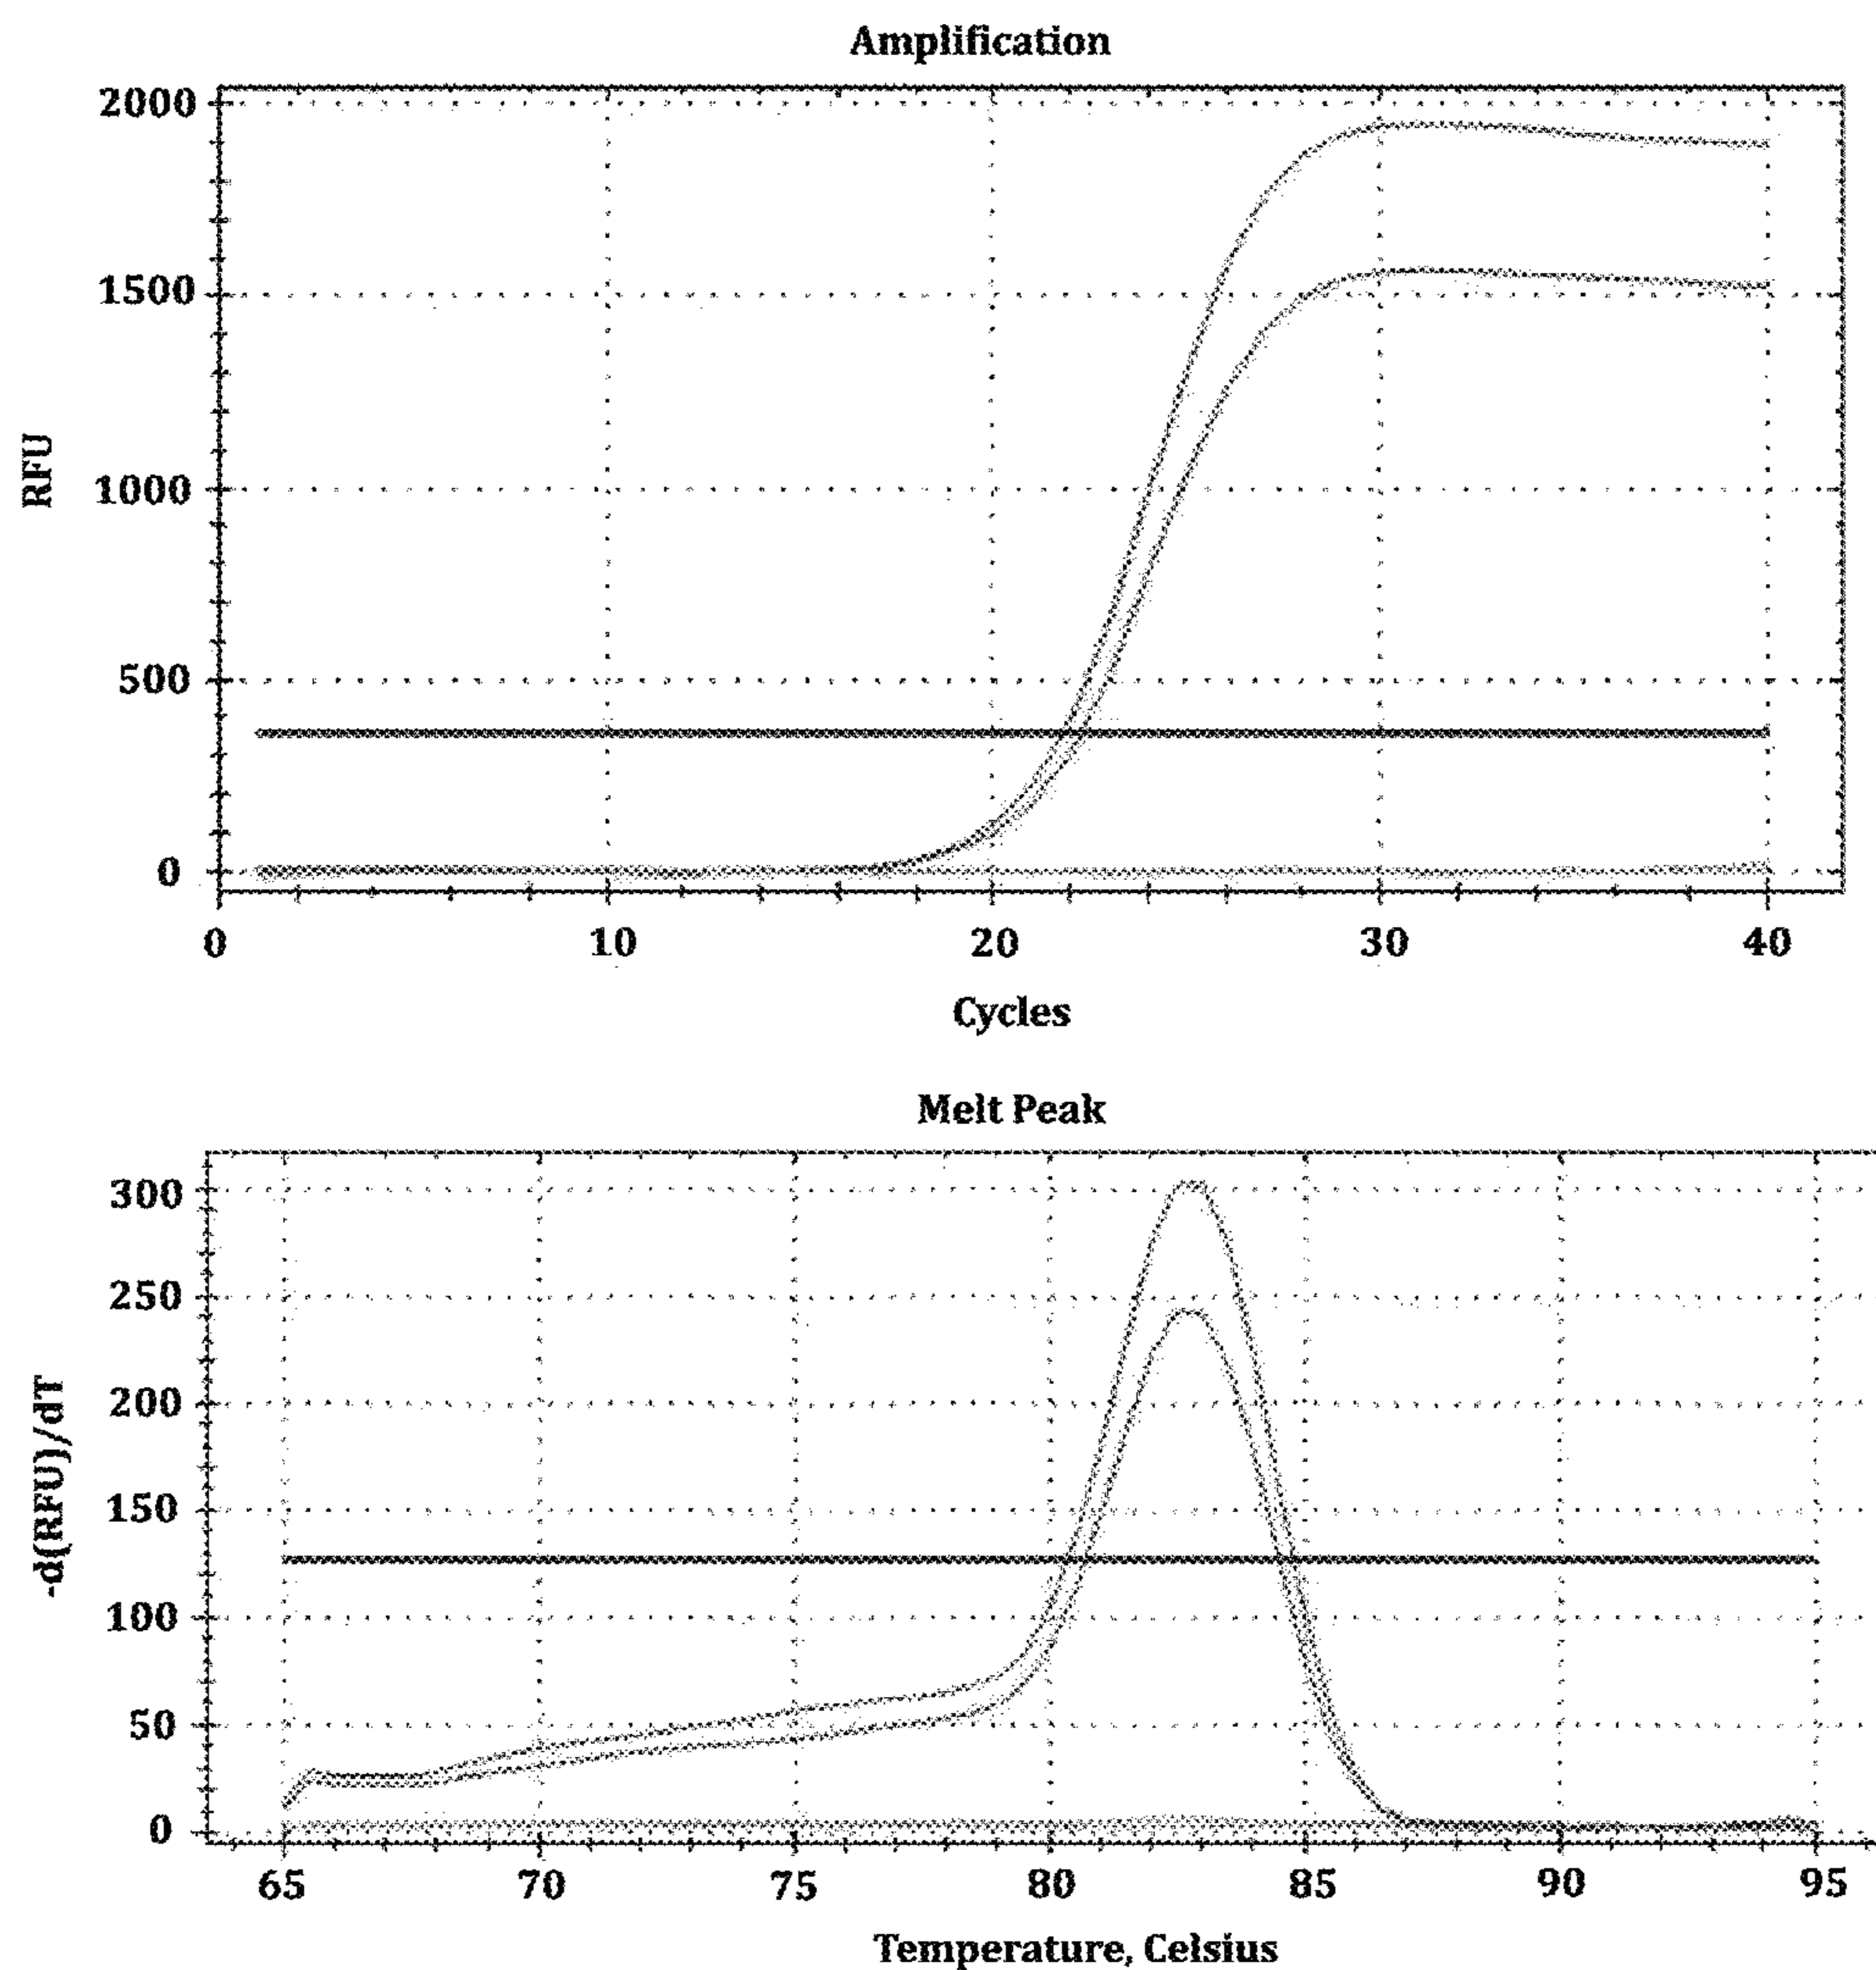 Amplification
2000
1500
1000
500
0
RFU
0 10 20 30 40
Cycles
Melt Peak
300
250
200
150
100
50
0
-d(RFU)/dT
65 70 75 80 85 90 95
Temperature, Celsius